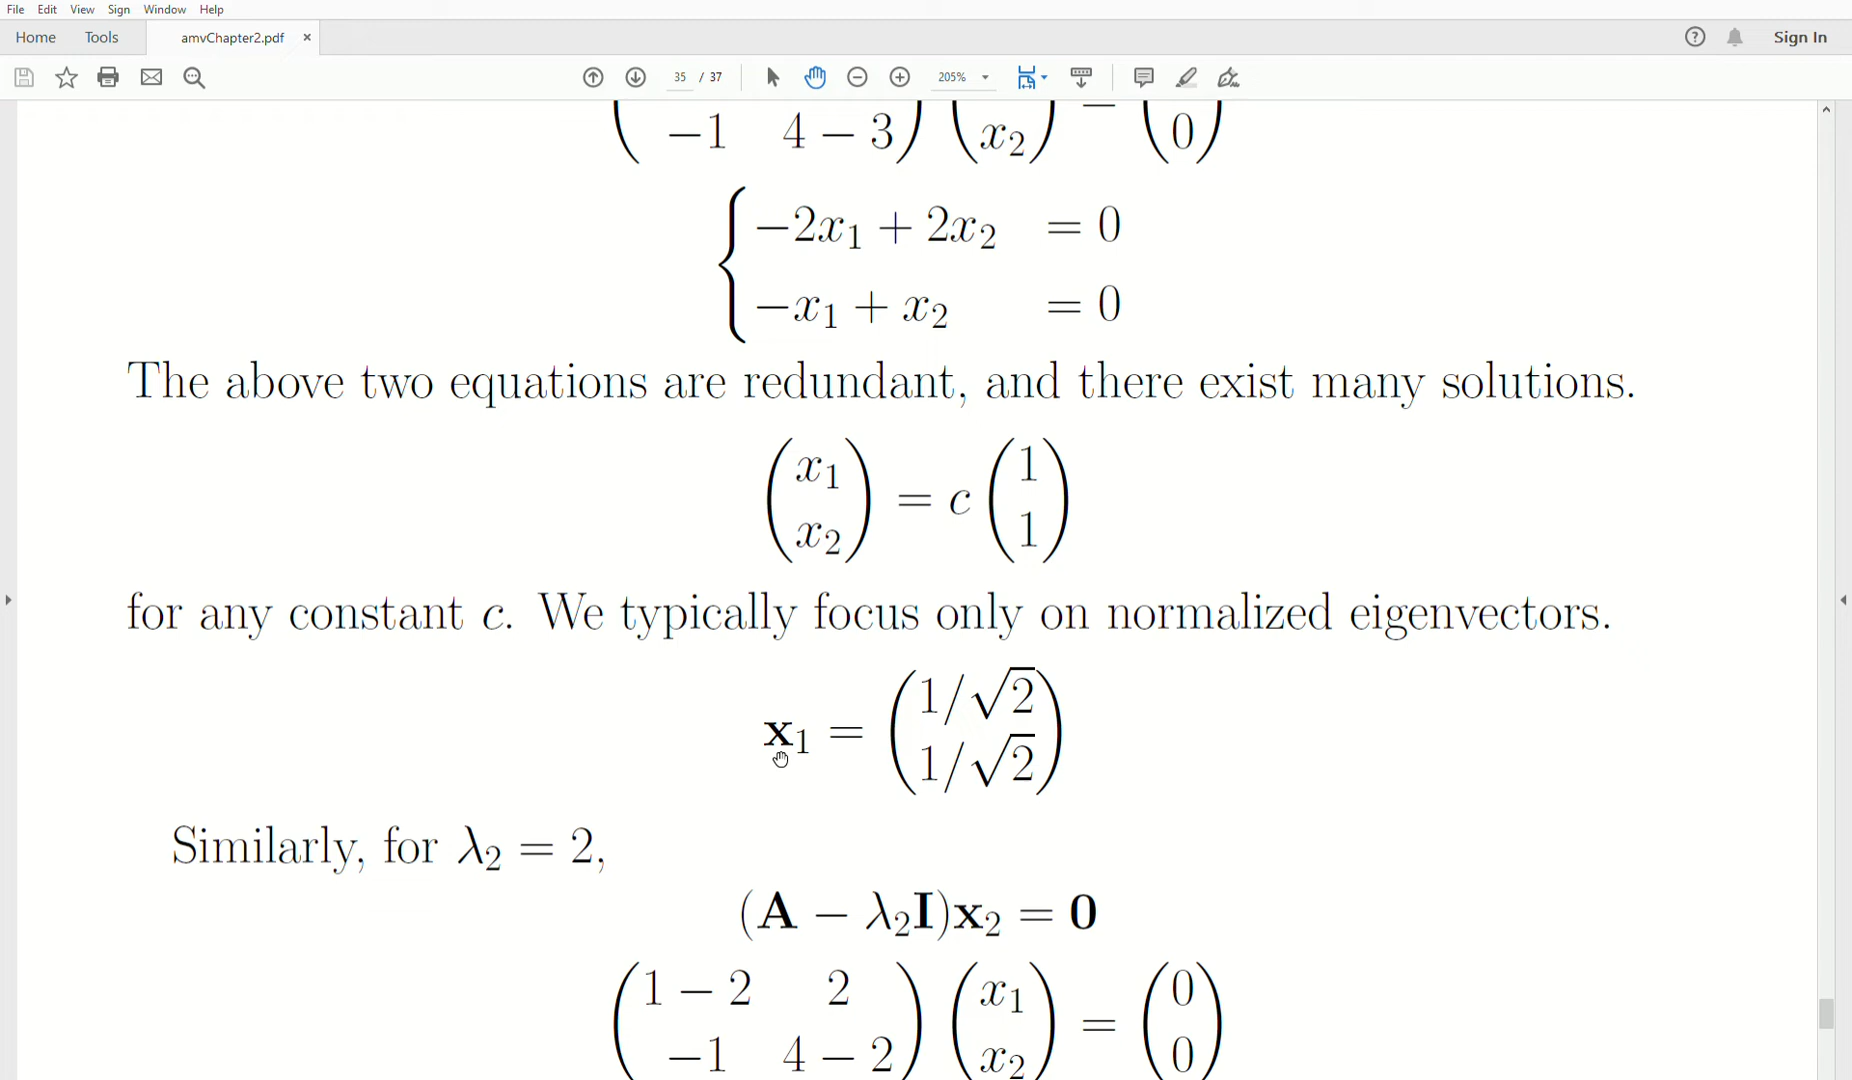 File Edit View Sign Window Help
Home Tools amvChapter2.pdf × Sign In
35 / 37 205%
( −1 4 − 3 ) ( x₂ ) = ( 0 )
{ −2x₁ + 2x₂ = 0
−x₁ + x₂ = 0
The above two equations are redundant, and there exist many solutions.
( x₁ ) = c ( 1 )
( x₂ ) ( 1 )
for any constant c. We typically focus only on normalized eigenvectors.
x₁ = ( 1/√2 )
( 1/√2 )
Similarly, for λ₂ = 2,
(A − λ₂I)x₂ = 0
( 1 − 2 2 ) ( x₁ ) = ( 0 )
( −1 4 − 2 ) ( x₂ ) ( 0 )